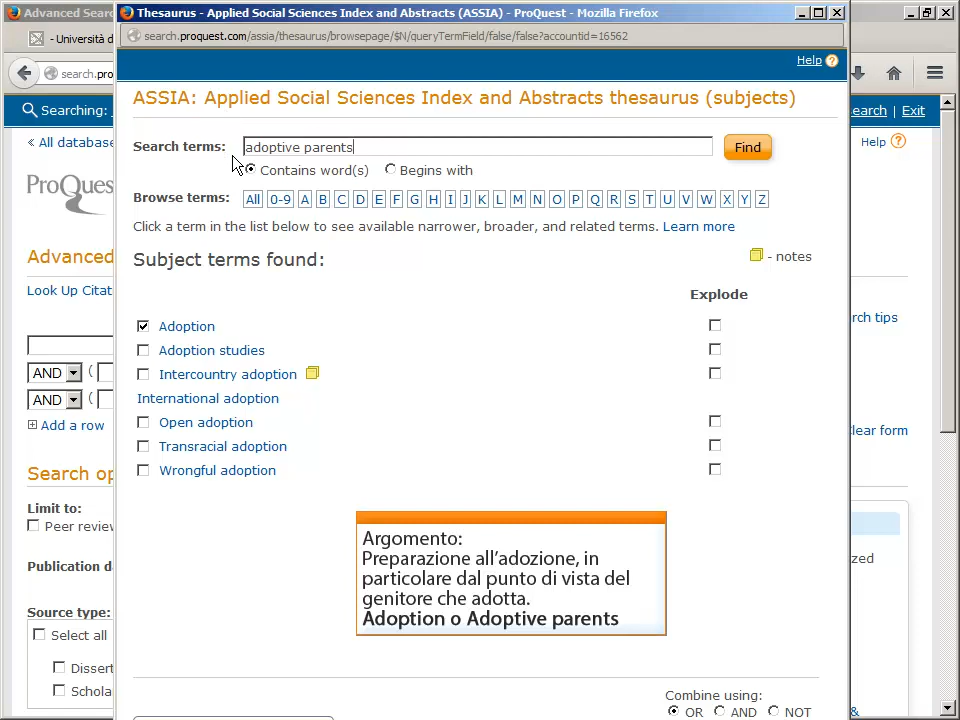 Advanced Sear
Thesaurus - Applied Social Sciences Index and Abstracts (ASSIA) - ProQuest - Mozilla Firefox
- Università d
search.proquest.com/assia/thesaurus/browsepage/$N/queryTermField/false/false?accountid=16562
search.pro
Help ?
Searching:
earch | Exit
« All database
Help ?
ProQues
ASSIA: Applied Social Sciences Index and Abstracts thesaurus (subjects)
Search terms: adoptive parents Find
Contains word(s) Begins with
Browse terms: All 0-9 A B C D E F G H I J K L M N O P Q R S T U V W X Y Z
Click a term in the list below to see available narrower, broader, and related terms. Learn more
Advanced
Look Up Citat
Subject terms found:
- notes
Explode
Adoption
Adoption studies
Intercountry adoption
International adoption
Open adoption
Transracial adoption
Wrongful adoption
rch tips
AND (
AND (
Add a row
lear form
Search op
Limit to:
Peer review
Publication da
zed
Source type:
Select all
Dissert
Schola
Argomento:
Preparazione all'adozione, in
particolare dal punto di vista del
genitore che adotta.
Adoption o Adoptive parents
Combine using:
OR AND NOT
&